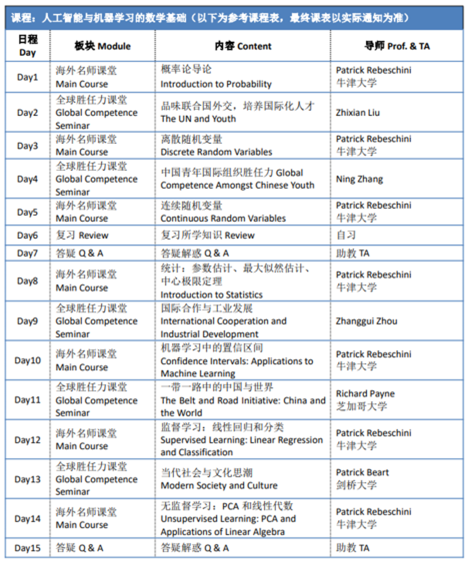 课程：人工智能与机器学习的数学基础（以下为参考课程表，最终课表以实际通知为准）
日程 Day
板块 Module
内容 Content
导师 Prof. & TA
Day1
海外名师课堂
Main Course
概率论导论
Introduction to Probability
Patrick Rebeschini
牛津大学
Day2
全球胜任力课堂
Global Competence
Seminar
品味联合国外交，培养国际化人才
The UN and Youth
Zhixian Liu
Day3
海外名师课堂
Main Course
离散随机变量
Discrete Random Variables
Patrick Rebeschini
牛津大学
Day4
全球胜任力课堂
Global Competence
Seminar
中国青年国际组织胜任力 Global
Competence Amongst Chinese Youth
Ning Zhang
Day5
海外名师课堂
Main Course
连续随机变量
Continuous Random Variables
Patrick Rebeschini
牛津大学
Day6
复习 Review
复习所学知识 Review
自习
Day7
答疑 Q & A
答疑解惑 Q & A
助教 TA
Day8
海外名师课堂
Main Course
统计：参数估计、最大似然估计、
中心极限定理
Introduction to Statistics
Patrick Rebeschini
牛津大学
Day9
全球胜任力课堂
Global Competence
Seminar
国际合作与工业发展
International Cooperation and
Industrial Development
Zhanggui Zhou
Day10
海外名师课堂
Main Course
机器学习中的置信区间
Confidence Intervals: Applications to
Machine Learning
Patrick Rebeschini
牛津大学
Day11
全球胜任力课堂
Global Competence
Seminar
一带一路中的中国与世界
The Belt and Road Initiative: China and
the World
Richard Payne
芝加哥大学
Day12
海外名师课堂
Main Course
监督学习：线性回归和分类
Supervised Learning: Linear Regression
and Classification
Patrick Rebeschini
牛津大学
Day13
全球胜任力课堂
Global Competence
Seminar
当代社会与文化思潮
Modern Society and Culture
Patrick Beart
剑桥大学
Day14
海外名师课堂
Main Course
无监督学习：PCA 和线性代数
Unsupervised Learning: PCA and
Applications of Linear Algebra
Patrick Rebeschini
牛津大学
Day15
答疑 Q & A
答疑解惑 Q & A
助教 TA